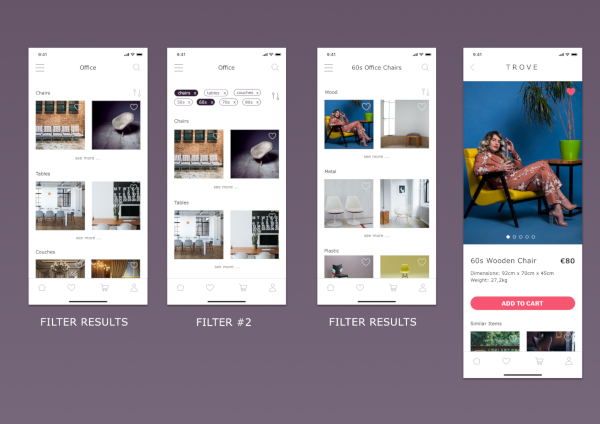 9:41
Office
Chairs
see more ...
Tables
see more ...
Couches
FILTER RESULTS
9:41
Office
chairs x
tables x
couches x
50s x
60s x
70s x
80s x
Chairs
see more ...
Tables
see more ...
FILTER #2
9:41
60s Office Chairs
Wood
see more ...
Metal
see more ...
Plastic
FILTER RESULTS
9:41
TROVE
60s Wooden Chair
€80
Dimensione: 92cm x 70cm x 45cm
Weight: 27,2kg
ADD TO CART
Similar Items